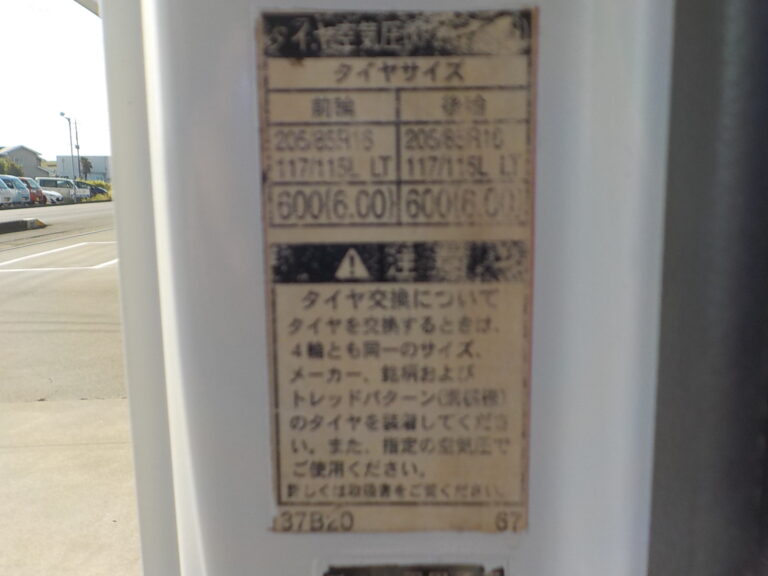 タイヤ空気圧
タイヤサイズ
前輪 後輪
205/85R16 205/85R16
117/115L LT 117/115L LT
600(6.00) 600(6.00)
注意
タイヤ交換について
タイヤを交換するときは、
4輪とも同一のサイズ、
メーカー、銘柄および
トレッドパターン
のタイヤを装着してくださ
い。また、指定の空気圧で
ご使用ください。
詳しくは取扱書をご覧ください。
37B20 67